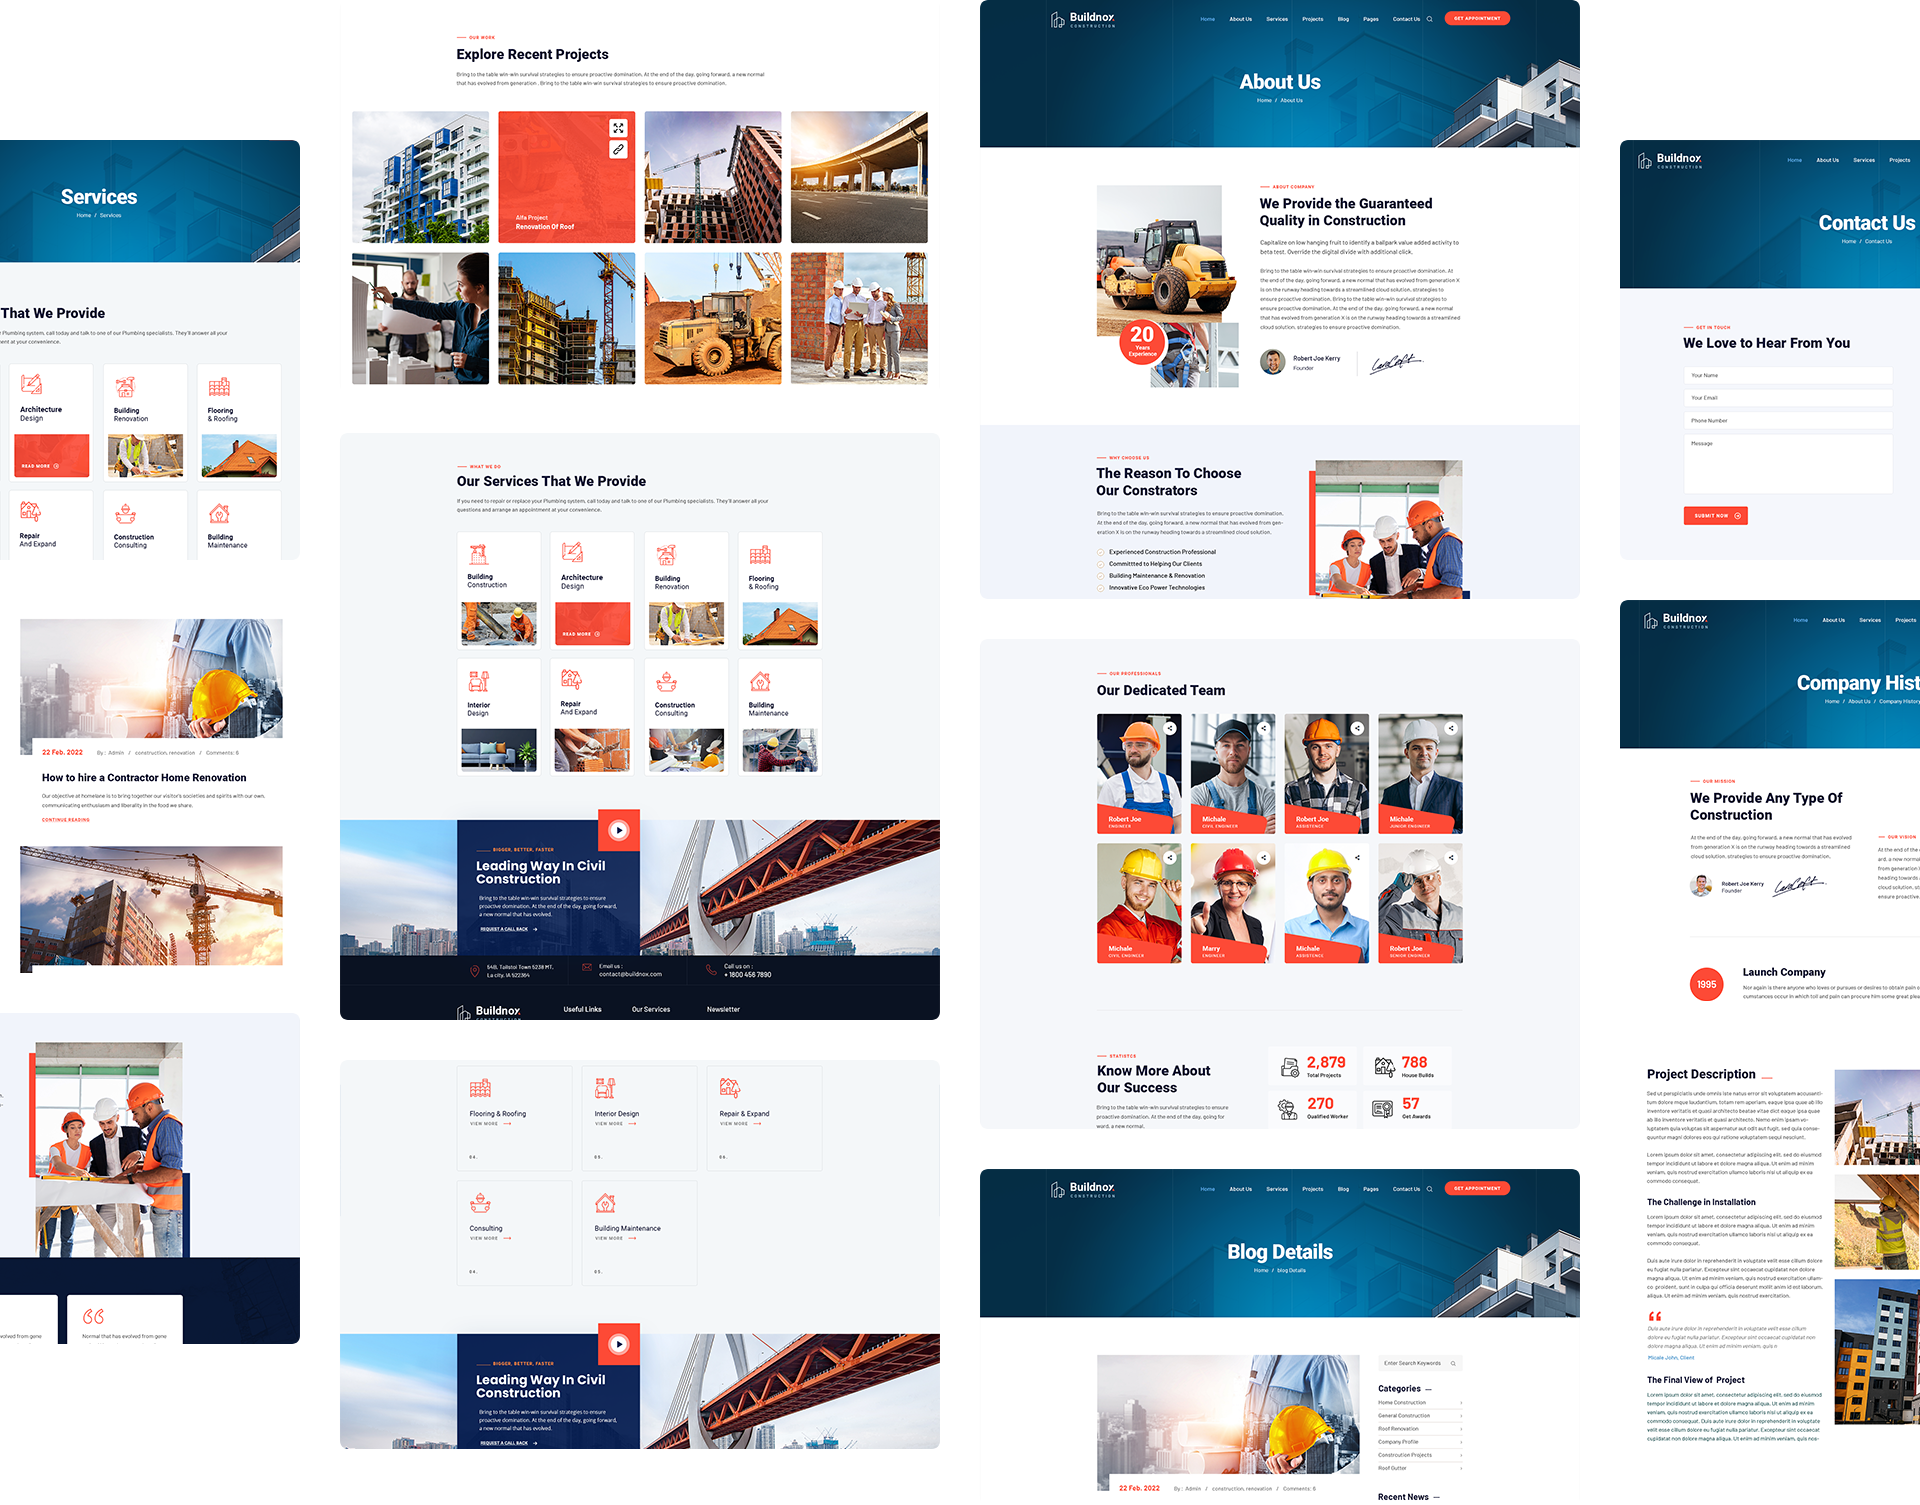 Services
Home / Services
That We Provide
Plumbing system, call today and talk to one of our Plumbing specialists. They'll answer all your
ent at your convenience.
Architecture
Design
READ MORE
Building
Renovation
Flooring
& Roofing
Repair
And Expand
Construction
Consulting
Building
Maintenance
22 Feb, 2022
By : Admin / construction, renovation / Comments: 6
How to hire a Contractor Home Renovation
Our objective at homelane is to bring together our visitor's societies and spirits with our own,
communicating enthusiasm and liberality in the food we share.
CONTINUE READING
volved from gene
Normal that has evolved from gene
OUR WORK
Explore Recent Projects
Bring to the table win-win survival strategies to ensure proactive domination. At the end of the day, going forward, a new normal
that has evolved from generation . Bring to the table win-win survival strategies to ensure proactive domination.
Alfa Project
Renovation Of Roof
WHAT WE DO
Our Services That We Provide
If you need to repair or replace your Plumbing system, call today and talk to one of our Plumbing specialists. They'll answer all your
questions and arrange an appointment at your convenience.
Building
Construction
Architecture
Design
READ MORE
Building
Renovation
Flooring
& Roofing
Interior
Design
Repair
And Expand
Construction
Consulting
Building
Maintenance
BIGGER, BETTER, FASTER
Leading Way In Civil
Construction
Bring to the table win-win survival strategies to ensure
proactive domination. At the end of the day, going forward,
a new normal that has evolved.
REQUEST A CALL BACK
548, Tailstol Town 5238 MT,
La city, IA 522364
Email us :
contact@buildnox.com
Call us on :
+ 1800 456 7890
Buildnox
CONSTRUCTION
Useful Links
Our Services
Newsletter
Flooring & Roofing
VIEW MORE
04.
Interior Design
VIEW MORE
05.
Repair & Expand
VIEW MORE
Consulting
VIEW MORE
04.
Building Maintenance
VIEW MORE
05.
BIGGER, BETTER, FASTER
Leading Way In Civil
Construction
Bring to the table win-win survival strategies to ensure
proactive domination. At the end of the day, going forward,
a new normal that has evolved.
REQUEST A CALL BACK
Buildnox
CONSTRUCTION
Home
About Us
Services
Projects
Blog
Pages
Contact Us
GET APPOINTMENT
About Us
Home / About Us
20
Years
Experience
ABOUT COMPANY
We Provide the Guaranteed
Quality in Construction
Capitalize on low hanging fruit to identify a ballpark value added activity to
beta test. Override the digital divide with additional click.
Bring to the table win-win survival strategies to ensure proactive domination. At
the end of the day, going forward, a new normal that has evolved from generation X
is on the runway heading towards a streamlined cloud solution, strategies to
ensure proactive domination. Bring to the table win-win survival strategies to
ensure proactive domination. At the end of the day, going forward, a new normal
that has evolved from generation X is on the runway heading towards a streamlined
cloud solution, strategies to ensure proactive domination.
Robert Joe Kerry
Founder
WHY CHOOSE US
The Reason To Choose
Our Constrators
Bring to the table win-win survival strategies to ensure proactive domination.
At the end of the day, going forward, a new normal that has evolved from gen-
eration X is on the runway heading towards a streamlined cloud solution.
Experienced Construction Professional
Committted to Helping Our Clients
Building Maintenance & Renovation
Innovative Eco Power Technologies
OUR PROFESSIONALS
Our Dedicated Team
Robert Joe
ENGINEER
Michale
CIVIL ENGINEER
Robert Joe
ASSISTENCE
Michale
JUNIOR ENGINEER
Michale
CIVIL ENGINEER
Marry
ENGINEER
Michale
ASSISTENCE
Robert Joe
SENIOR ENGINEER
STATISTCS
Know More About
Our Success
Bring to the table win-win survival strategies to ensure
proactive domination. At the end of the day, going for
ward, a new normal.
2,879
Total Projects
788
House Builds
270
Qualified Worker
57
Get Awards
Buildnox
CONSTRUCTION
Home
About Us
Services
Projects
Blog
Pages
Contact Us
GET APPOINTMENT
Blog Details
Home / blog Details
22 Feb, 2022
By : Admin / construction, renovation / Comments: 6
Enter Search Keywords
Categories
Home Construction
General Construction
Roof Renovation
Company Profile
Construction Projects
Roof Guttor
Recent News
Buildnox
CONSTRUCTION
Home
About Us
Services
Projects
Contact Us
Home / Contact Us
GET IN TOUCH
We Love to Hear From You
Your Name
Your Email
Phone Number
Message
SUBMIT NOW
Buildnox
CONSTRUCTION
Home
About Us
Services
Projects
Company Hist
Home / About Us / Company History
OUR MISSION
We Provide Any Type Of
Construction
At the end of the day, going forward, a new normal that has evolved
from generation X is on the runway heading towards a streamlined
cloud solution, strategies to ensure proactive domination.
Robert Joe Kerry
Founder
OUR VISION
At the end of the
ard, a new normal
from generation X
heading towards a
cloud solution, st
ensure proactive
1995
Launch Company
Nor again is there anyone who loves or pursues or desires to obtain pain
cumstances occur in which toil and pain can procure him some great plea
Project Description
Sed ut perspiciatis unde omnis iste natus error sit voluptatem accusanti-
tum dolore mque laudantium, totam rem aperiam, eaque ipsa quae ab illo
inventore veritatis et quasi architecto beatae vitae dict eaque ipsa quae
ab illo inventore veritatis et quasi architecto. Nemo enim ipsam vo-
luptatem quia voluptas sit aspernatur aut odit aut fugit, sed quia conse-
quuntur magni dolores eos qui ratione voluptatem sequi nesciunt.
Lorem ipsum dolor sit amet, consectetur adipiscing elit, sed do eiusmod
tempor incididunt ut labore et dolore magna aliqua. Ut enim ad minim
veniam, quis nostrud exercitation ullamco laboris nisi ut aliquip ex ea
commodo consequat.
The Challenge in Installation
Lorem ipsum dolor sit amet, consectetur adipiscing elit, sed do eiusmod
tempor incididunt ut labore et dolore magna aliqua. Ut enim ad minim
veniam, quis nostrud exercitation ullamco laboris nisi ut aliquip ex ea
commodo consequat.
Duis aute irure dolor in reprehenderit in voluptate velit esse cillum dolore
eu fugiat nulla pariatur. Excepteur sint occaecat cupidatat non dolore
magna aliqua. Ut enim ad minim veniam, quis nostrud exercitation ullam-
co. proident, sunt in culpa qui officia deserunt mollit anim id est laborum.
aliqua. Ut enim ad minim veniam, quis nostrud exercitation.
Duis aute irure dolor in reprehenderit in voluptate velit esse cillum
dolore eu fugiat nulla pariatur. Excepteur sint occaecat cupidatat non
dolore magna aliqua. Ut enim ad minim veniam, quis n
Micale John, Client
The Final View of Project
Lorem ipsum dolor sit amet, consectetur adipiscing elit, sed do eiusmod
tempor incididunt ut labore et dolore magna aliqua. Ut enim ad minim
veniam, quis nostrud exercitation ullamco laboris nisi ut aliquip ex ea
commodo consequat. Duis aute irure dolor in reprehenderit in voluptate
velit esse cillum dolore eu fugiat nulla pariatur. Excepteur sint occaecat
cupidatat non dolore magna aliqua. Ut enim ad minim veniam, quis nos-